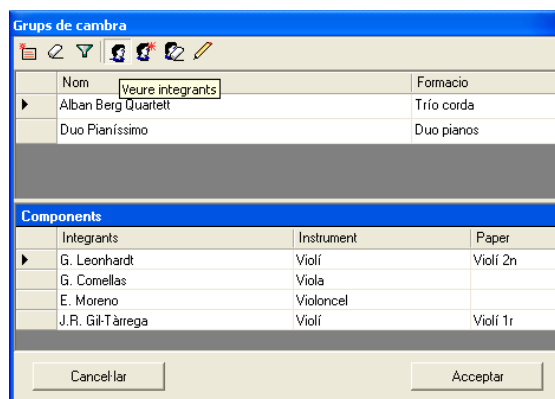 Grups de cambra
Nom Formacio
Veure integrants
Alban Berg Quartett Trío corda
Duo Pianíssimo Duo pianos
Components
Integrants Instrument Paper
G. Leonhardt Violí Violí 2n
G. Comellas Viola
E. Moreno Violoncel
J.R. Gil-Tàrrega Violí Violí 1r
Cancel·lar Acceptar